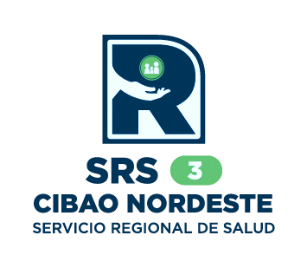 R
SRS 3
CIBAO NORDESTE
SERVICIO REGIONAL DE SALUD